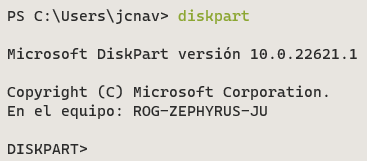 PS C:\Users\jcnav> diskpart
Microsoft DiskPart versión 10.0.22621.1
Copyright (C) Microsoft Corporation.
En el equipo: ROG-ZEPHYRUS-JU
DISKPART>